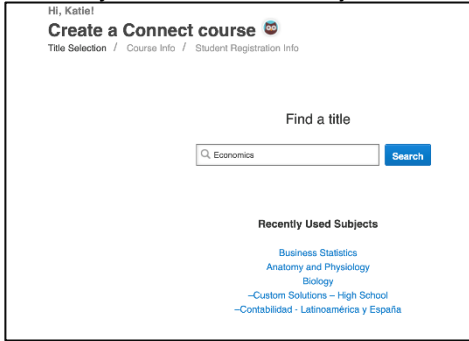 Hi, Katie!
Create a Connect course
Title Selection / Course Info / Student Registration Info
Find a title
Economics
Search
Recently Used Subjects
Business Statistics
Anatomy and Physiology
Biology
–Custom Solutions – High School
–Contabilidad - Latinoamérica y España